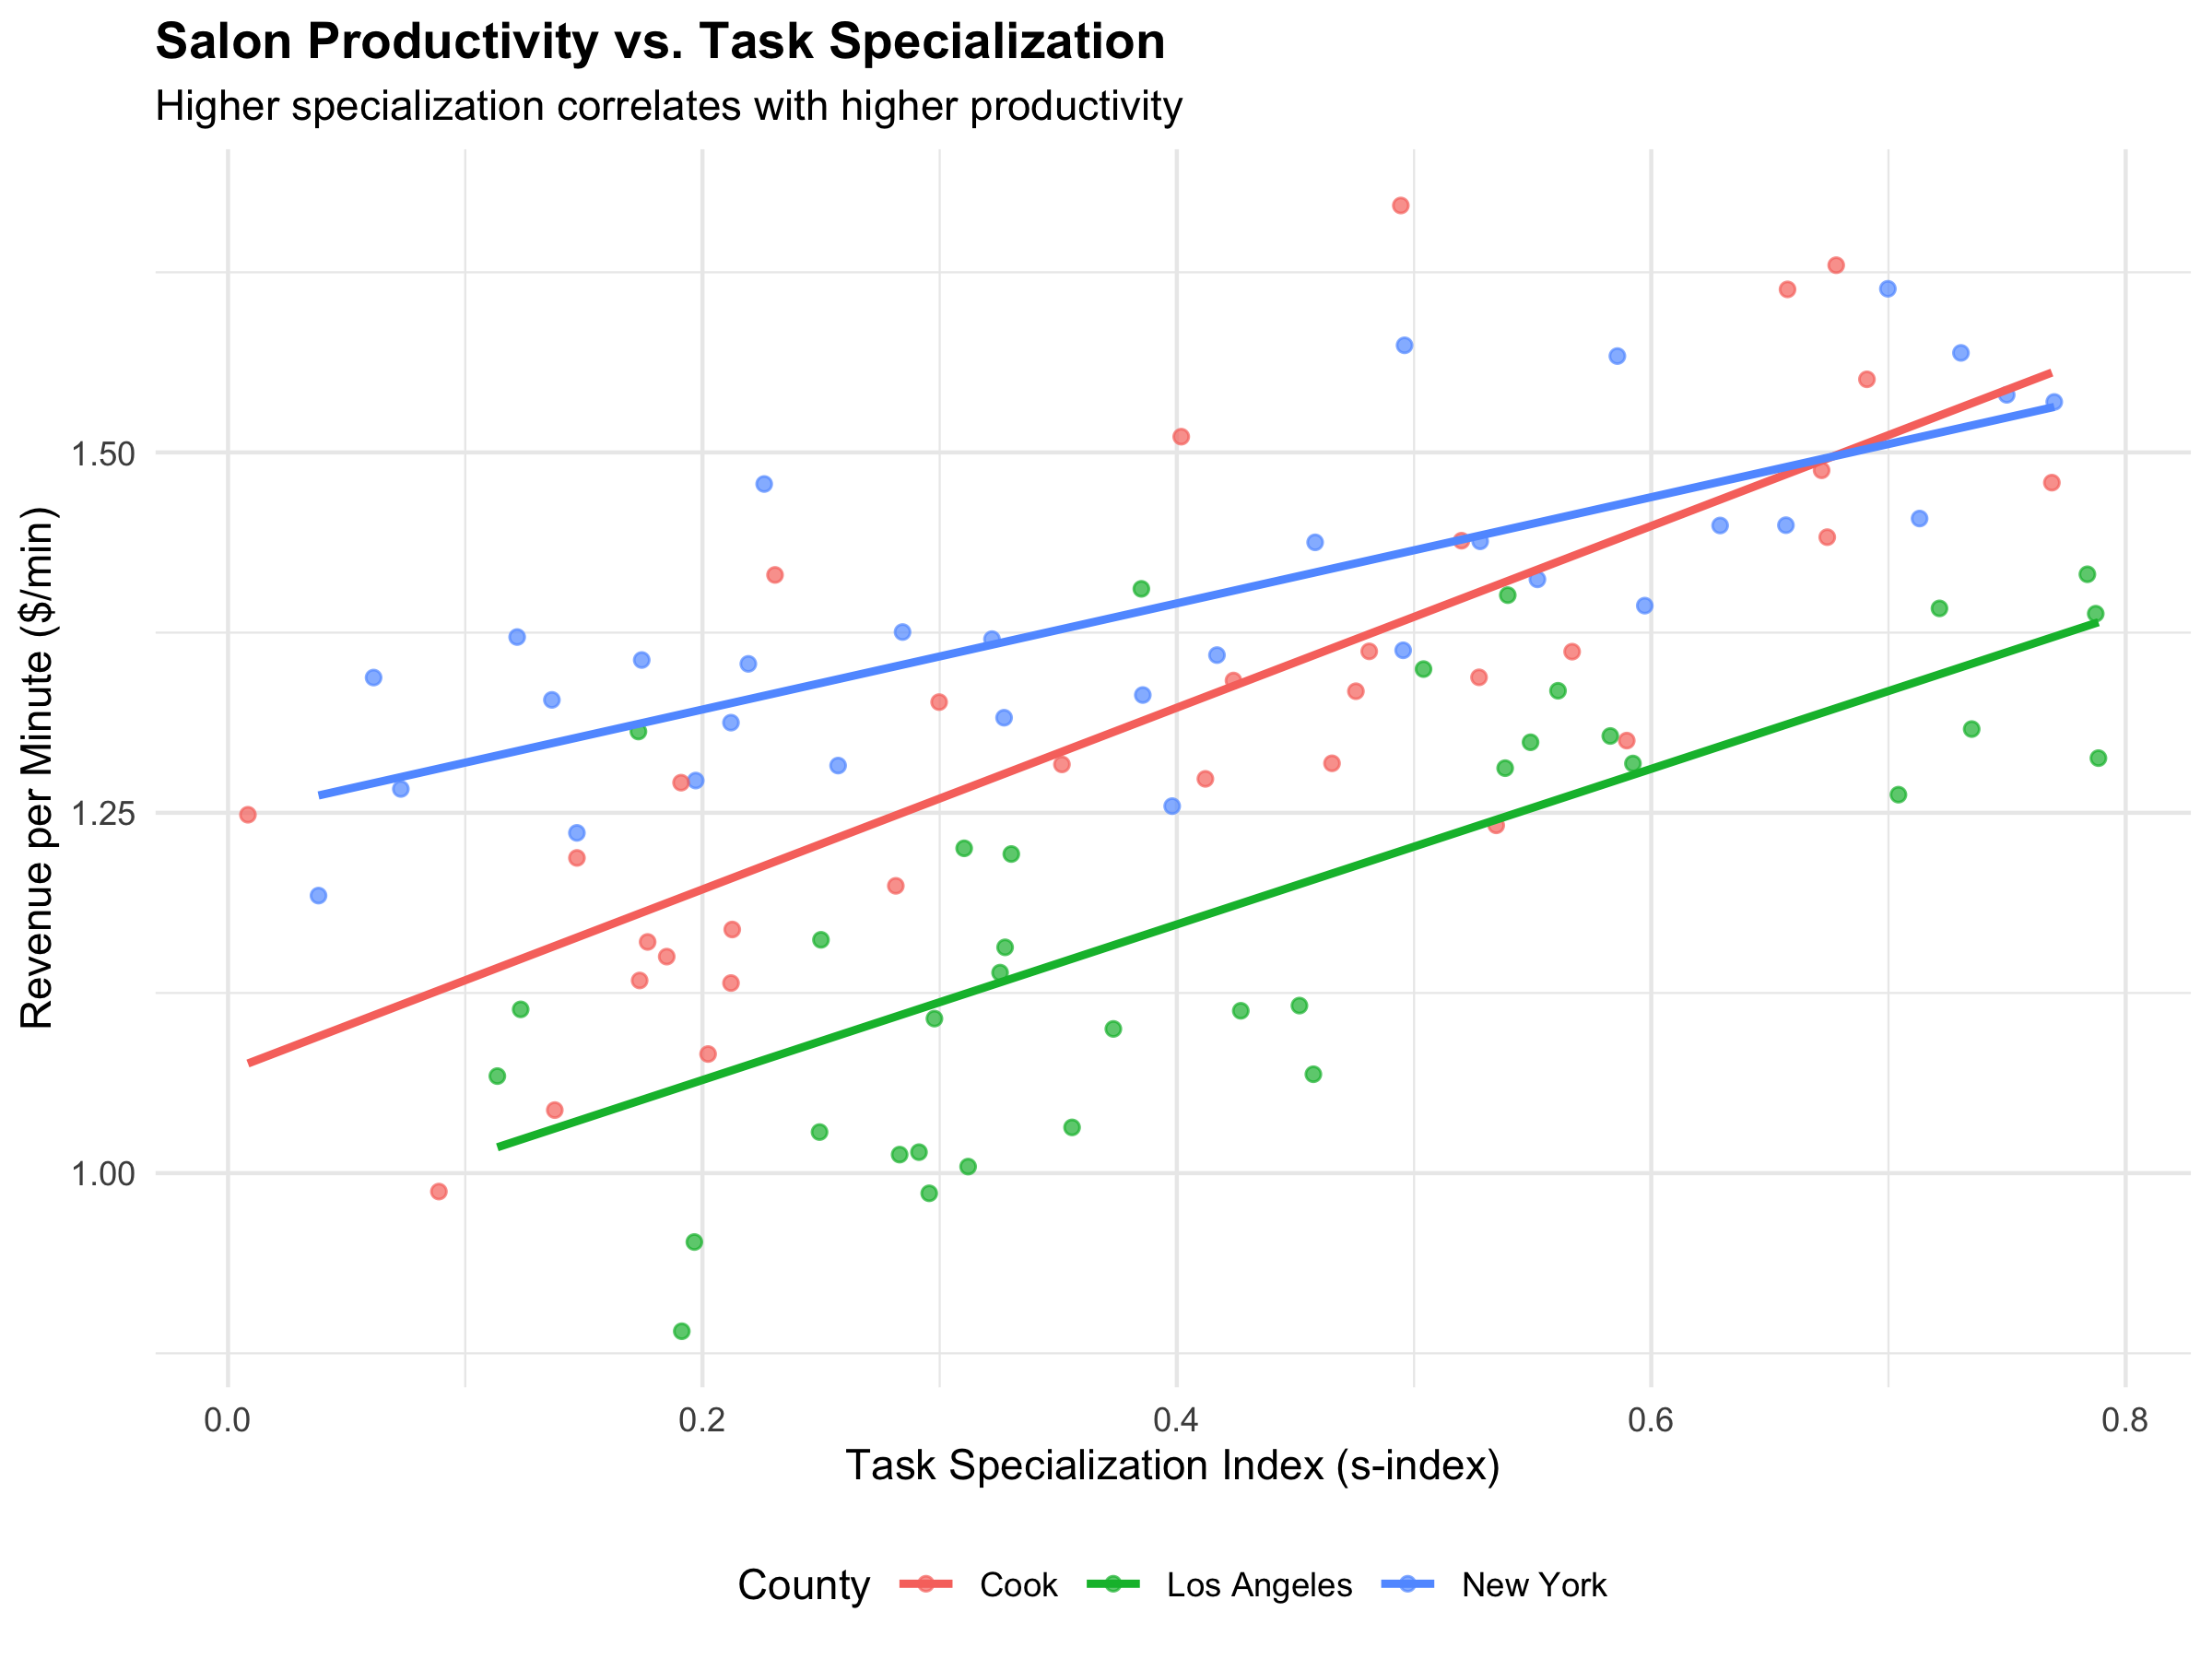 Salon Productivity vs. Task Specialization
Higher specialization correlates with higher productivity
Revenue per Minute ($/min)
1.50
1.25
1.00
0.0 0.2 0.4 0.6 0.8
Task Specialization Index (s-index)
County Cook Los Angeles New York